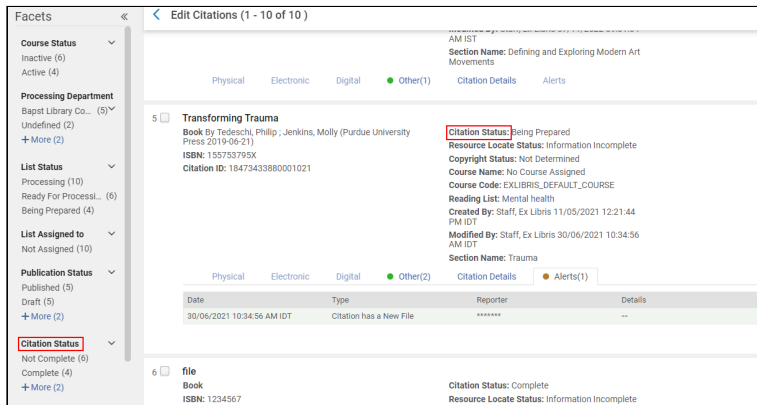 Facets
Course Status
Inactive (6)
Active (4)
Processing Department
Bapst Library Co... (5)
Undefined (2)
+ More (2)
List Status
Processing (10)
Ready For Processi... (6)
Being Prepared (4)
List Assigned to
Not Assigned (10)
Publication Status
Published (5)
Draft (5)
+ More (2)
Citation Status
Not Complete (6)
Complete (4)
+ More (2)
Edit Citations (1 - 10 of 10 )
AM IST
Section Name: Defining and Exploring Modern Art
Movements
Physical Electronic Digital Other(1) Citation Details Alerts
5 Transforming Trauma
Book By Tedeschi, Philip ; Jenkins, Molly (Purdue University
Press 2019-06-21)
ISBN: 155753795X
Citation ID: 18473433880001021
Citation Status: Being Prepared
Resource Locate Status: Information Incomplete
Copyright Status: Not Determined
Course Name: No Course Assigned
Course Code: EXLIBRIS_DEFAULT_COURSE
Reading List: Mental health
Created By: Staff, Ex Libris 11/05/2021 12:21:44
PM IDT
Modified By: Staff, Ex Libris 30/06/2021 10:34:56
AM IDT
Section Name: Trauma
Physical Electronic Digital Other(2) Citation Details Alerts(1)
Date Type Reporter Details
30/06/2021 10:34:56 AM IDT Citation has a New File ******* --
6 file
Book
ISBN: 1234567
Citation Status: Complete
Resource Locate Status: Information Incomplete